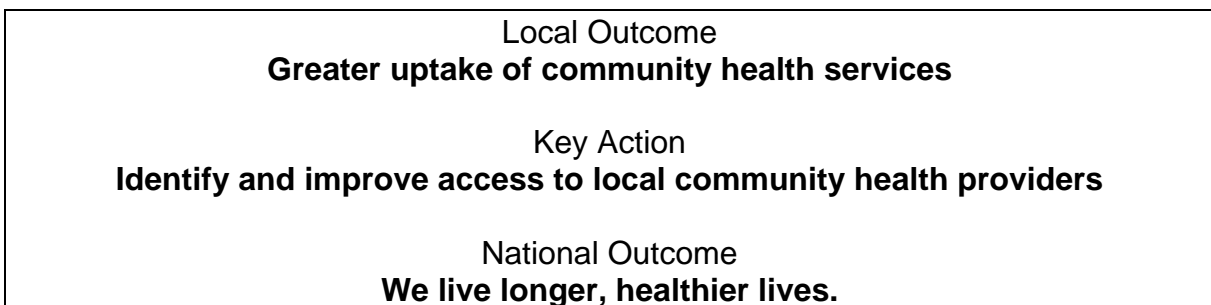 Local Outcome
Greater uptake of community health services
Key Action
Identify and improve access to local community health providers
National Outcome
We live longer, healthier lives.